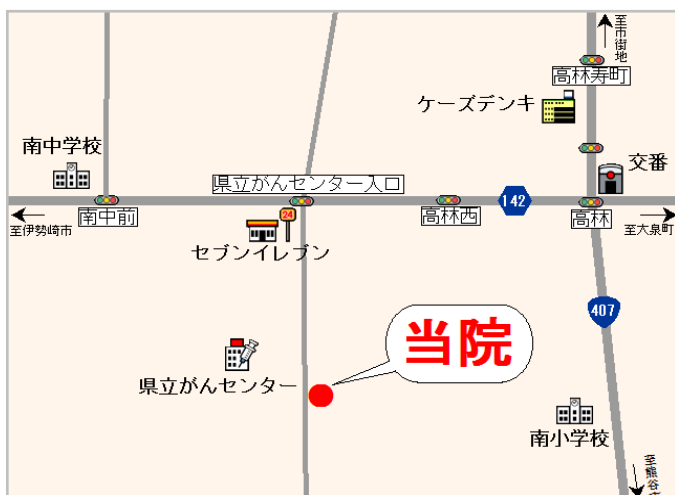 至市街地
高林寿町
ケーズデンキ
南中学校
交番
県立がんセンター入口
142
南中前
24
高林西
高林
至伊勢崎市
至大泉町
セブンイレブン
407
当院
県立がんセンター
南小学校
至熊谷